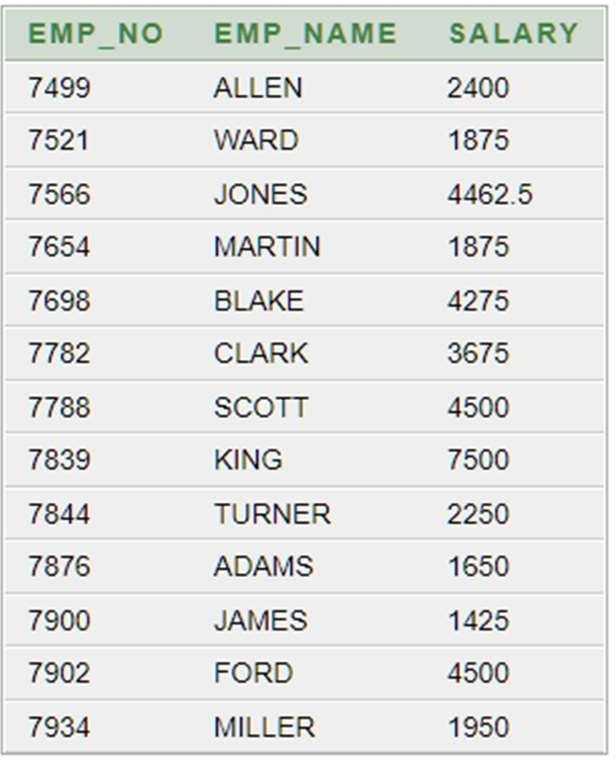 EMP_NO EMP_NAME SALARY
7499 ALLEN 2400
7521 WARD 1875
7566 JONES 4462.5
7654 MARTIN 1875
7698 BLAKE 4275
7782 CLARK 3675
7788 SCOTT 4500
7839 KING 7500
7844 TURNER 2250
7876 ADAMS 1650
7900 JAMES 1425
7902 FORD 4500
7934 MILLER 1950